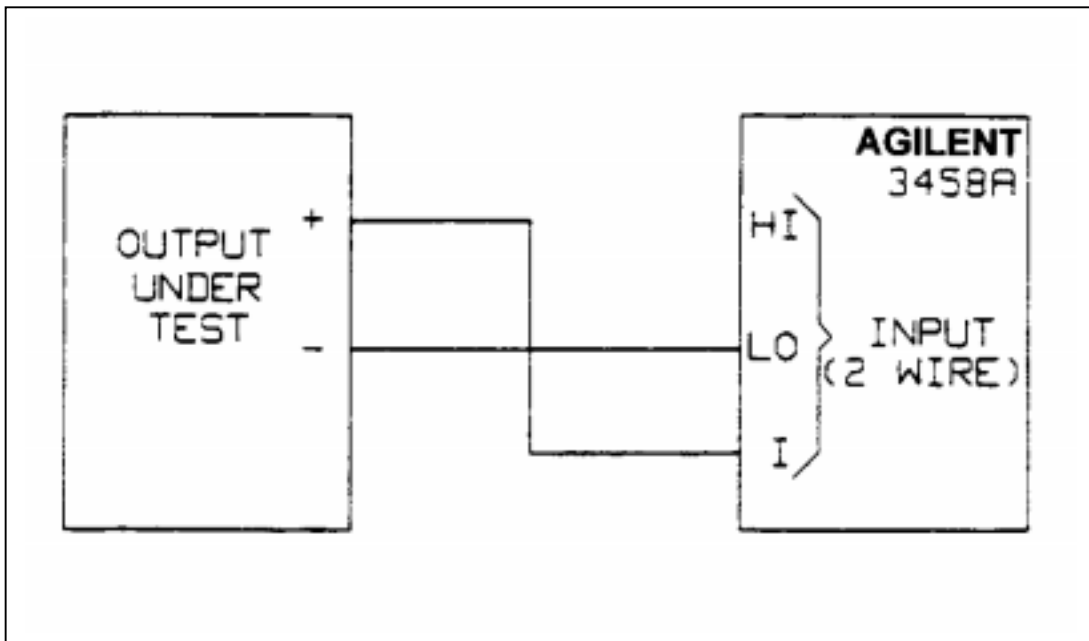 OUTPUT
UNDER
TEST
+
-
AGILENT
3458A
HI
LO
I
INPUT
(2 WIRE)